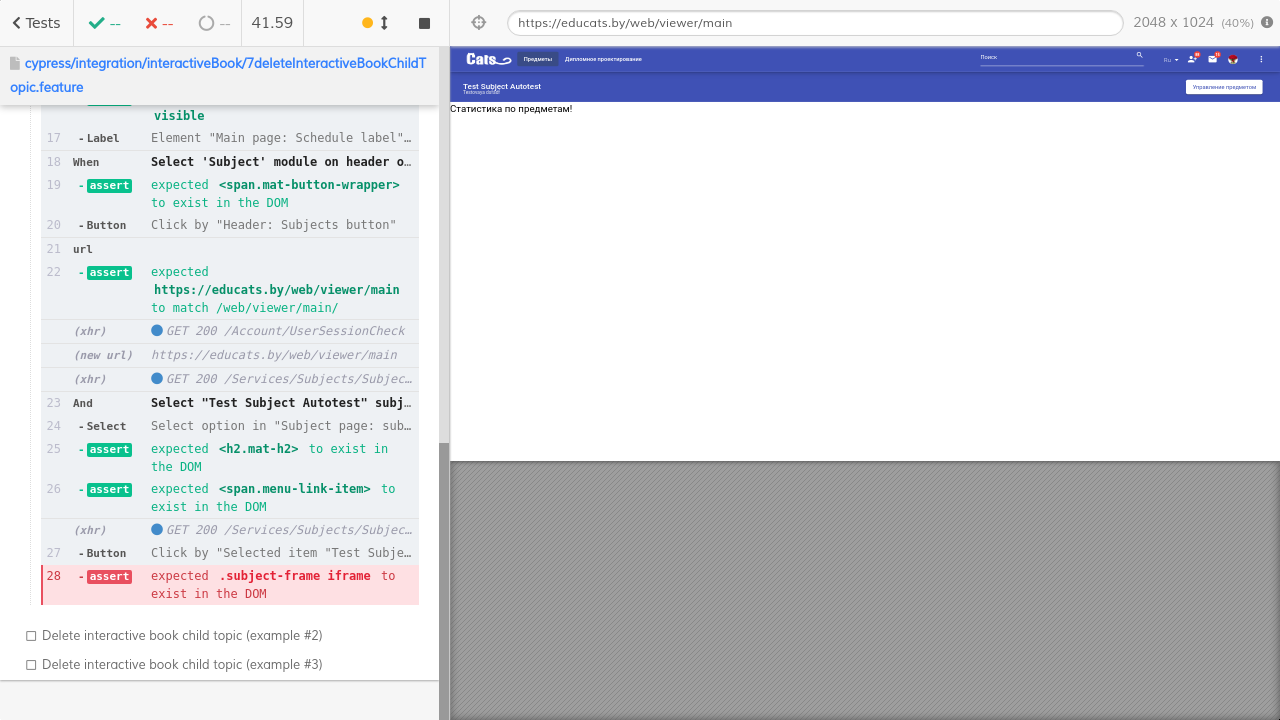 Tests
--
--
--
41.59
https://educats.by/web/viewer/main
2048 x 1024 (40%)
cypress/integration/interactiveBook/7deleteInteractiveBookChildT
opic.feature
visible
17 - Label Element "Main page: Schedule label"…
18 When Select 'Subject' module on header o…
19 - assert expected <span.mat-button-wrapper>
to exist in the DOM
20 - Button Click by "Header: Subjects button"
21 url
22 - assert expected
https://educats.by/web/viewer/main
to match /web/viewer/main/
(xhr) GET 200 /Account/UserSessionCheck
(new url) https://educats.by/web/viewer/main
(xhr) GET 200 /Services/Subjects/Subjec…
23 And Select "Test Subject Autotest" subj…
24 - Select Select option in "Subject page: sub…
25 - assert expected <h2.mat-h2> to exist in
the DOM
26 - assert expected <span.menu-link-item> to
exist in the DOM
(xhr) GET 200 /Services/Subjects/Subjec…
27 - Button Click by "Selected item "Test Subje…
28 - assert expected .subject-frame iframe to
exist in the DOM
Delete interactive book child topic (example #2)
Delete interactive book child topic (example #3)
Cats Предметы Дипломное проектирование Поиск Ru
Test Subject Autotest
Управление предметом
Статистика по предметам!